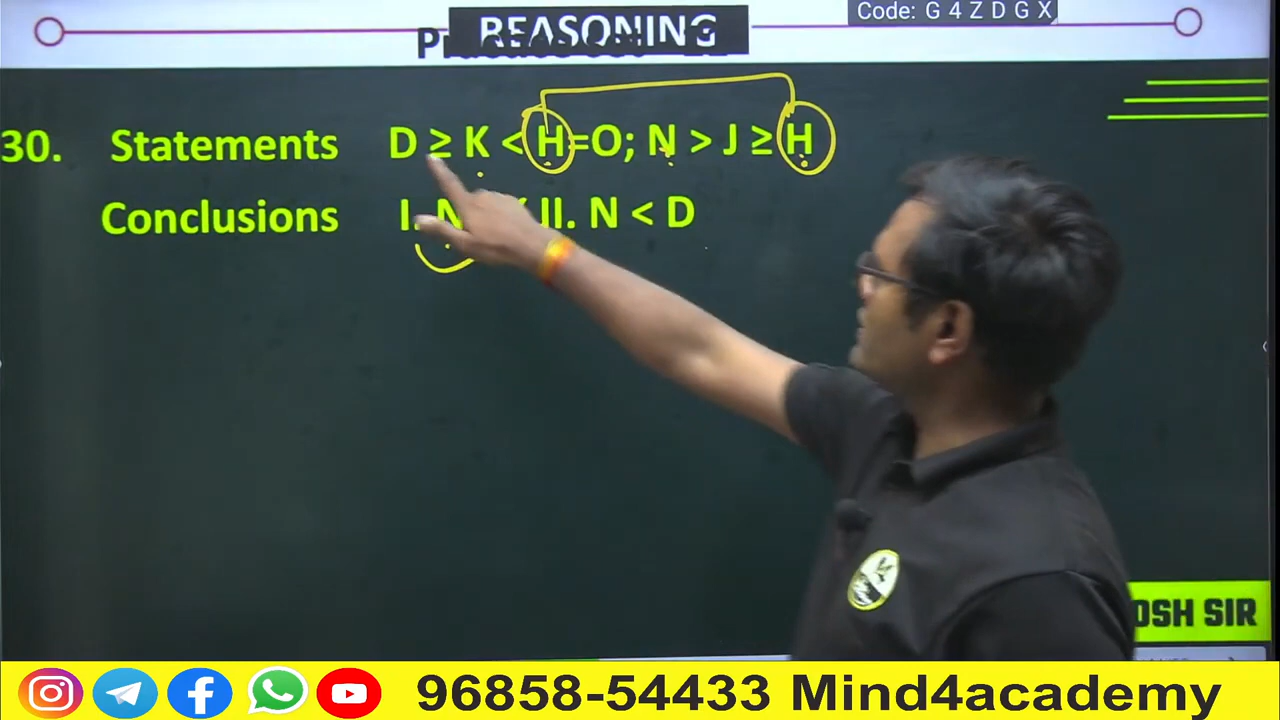 Code: G 4 Z D G X
REASONING
30. Statements D ≥ K < H =O; N > J ≥ H
Conclusions I. N II. N < D
OSH SIR
96858-54433 Mind4academy